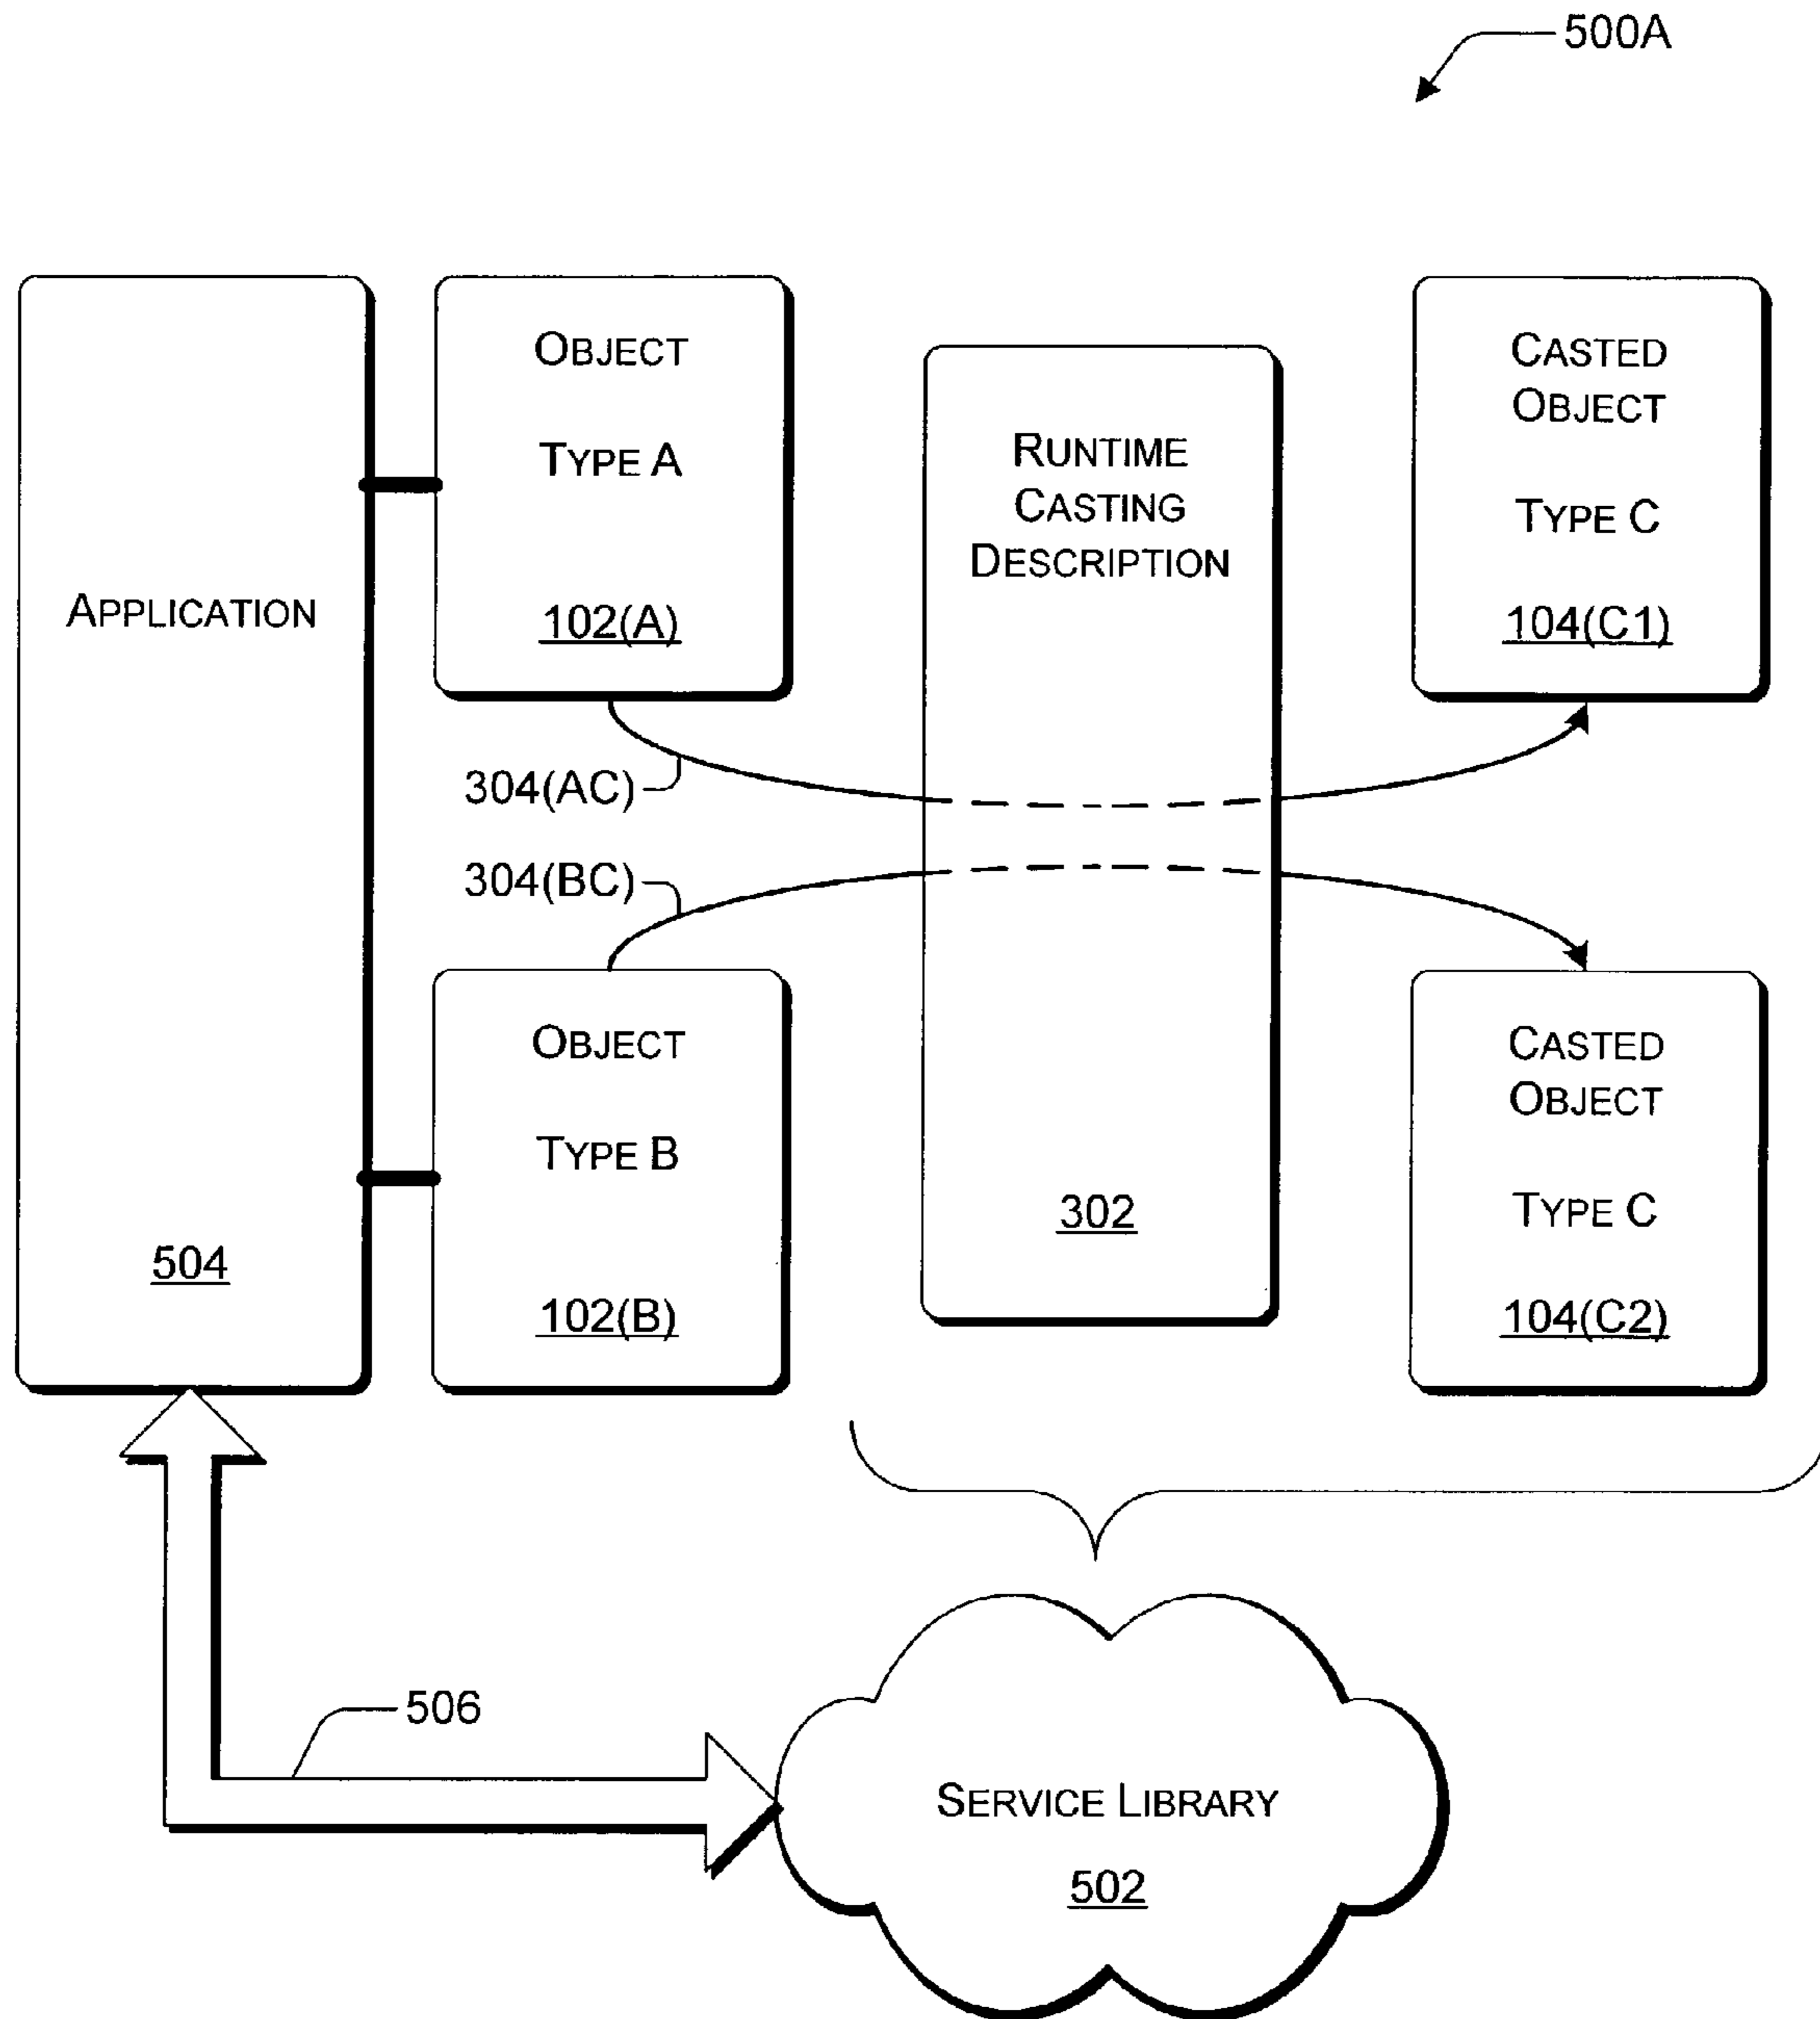 500A
APPLICATION
504
OBJECT
TYPE A
102(A)
RUNTIME
CASTING
DESCRIPTION
302
CASTED
OBJECT
TYPE C
104(C1)
304(AC)
304(BC)
OBJECT
TYPE B
102(B)
CASTED
OBJECT
TYPE C
104(C2)
506
SERVICE LIBRARY
502